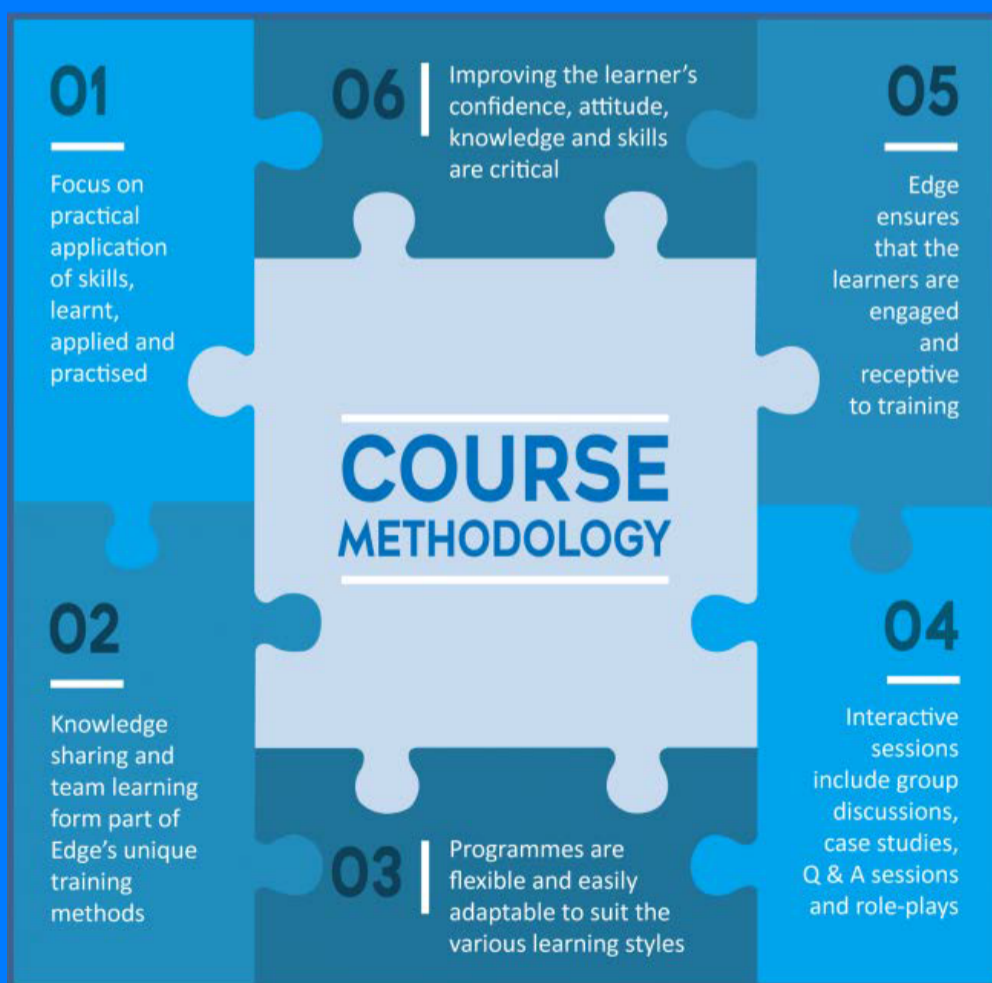 01
Focus on
practical
application
of skills,
learnt,
applied and
practised
02
Knowledge
sharing and
team learning
form part of
Edge’s unique
training
methods
03
Programmes are
flexible and easily
adaptable to suit the
various learning styles
04
Interactive
sessions
include group
discussions,
case studies,
Q & A sessions
and role-plays
05
Edge
ensures
that the
learners are
engaged
and
receptive
to training
06
Improving the learner’s
confidence, attitude,
knowledge and skills
are critical
COURSE
METHODOLOGY